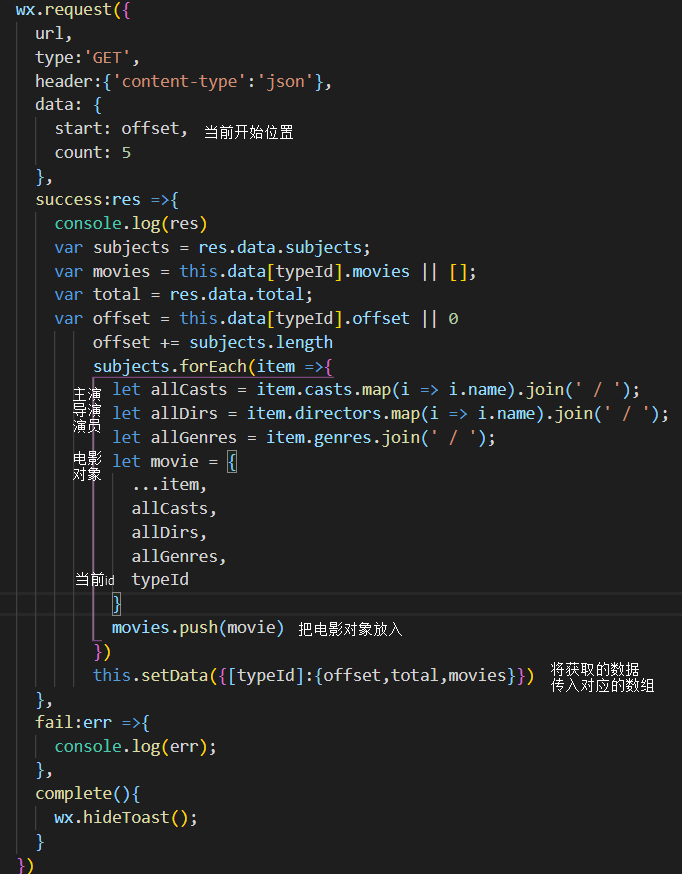 wx.request({
url,
type:'GET',
header:{'content-type':'json'},
data: {
start: offset, 当前开始位置
count: 5
},
success:res =>{
console.log(res)
var subjects = res.data.subjects;
var movies = this.data[typeId].movies || [];
var total = res.data.total;
var offset = this.data[typeId].offset || 0
offset += subjects.length
subjects.forEach(item =>{
主演 let allCasts = item.casts.map(i => i.name).join(' / ');
导演 let allDirs = item.directors.map(i => i.name).join(' / ');
演员 let allGenres = item.genres.join(' / ');
电影 let movie = {
对象 ...item,
allCasts,
allDirs,
allGenres,
当前id typeId
}
movies.push(movie) 把电影对象放入
})
this.setData({[typeId]:{offset,total,movies}}) 将获取的数据
传入对应的数组
},
fail:err =>{
console.log(err);
},
complete(){
wx.hideToast();
}
})